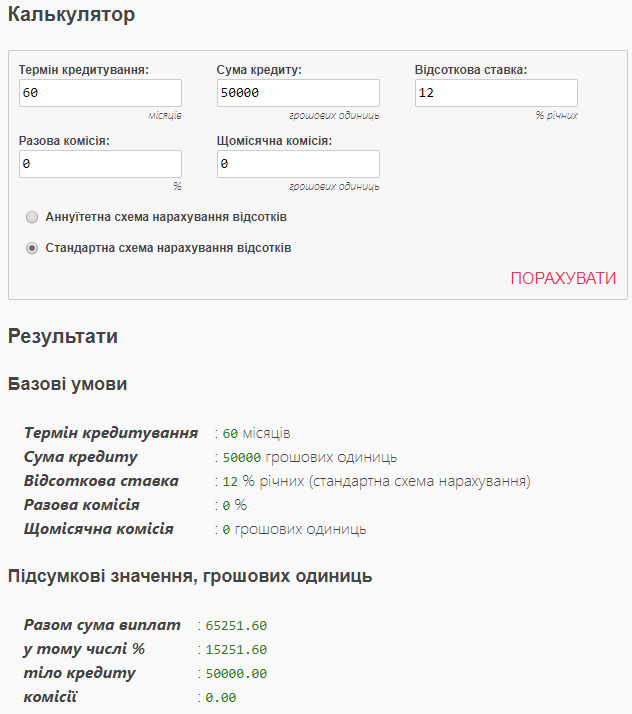 Калькулятор
Термін кредитування: Сума кредиту: Відсоткова ставка:
60 50000 12
місяців грошових одиниць % річних
Разова комісія: Щомісячна комісія:
0 0
% грошових одиниць
Аннуїтетна схема нарахування відсотків
Стандартна схема нарахування відсотків
ПОРАХУВАТИ
Результати
Базові умови
Термін кредитування : 60 місяців
Сума кредиту : 50000 грошових одиниць
Відсоткова ставка : 12 % річних (стандартна схема нарахування)
Разова комісія : 0 %
Щомісячна комісія : 0 грошових одиниць
Підсумкові значення, грошових одиниць
Разом сума виплат : 65251.60
у тому числі % : 15251.60
тіло кредиту : 50000.00
комісії : 0.00